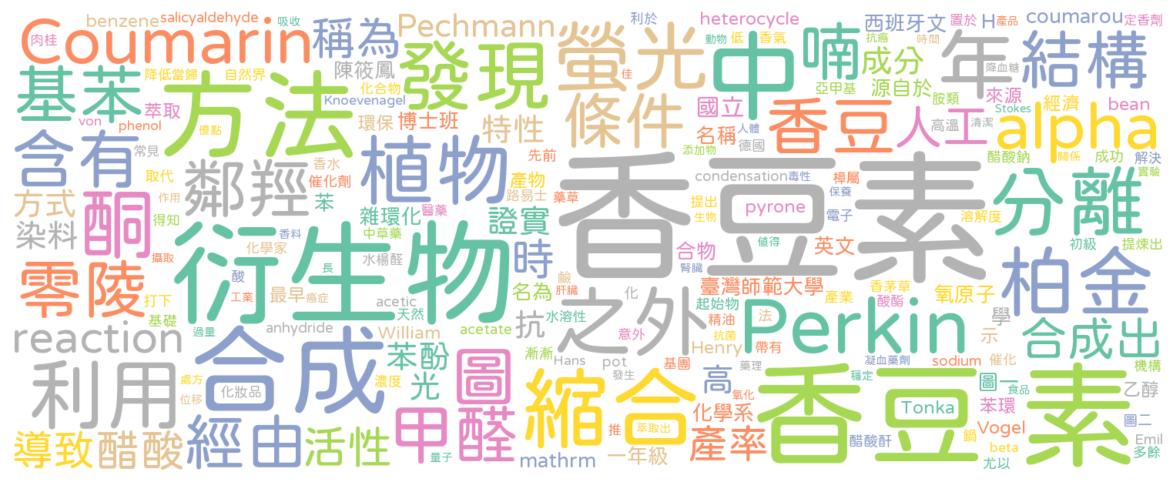 benzene salicyaldehyde 吸收 利於 heterocycle 西班牙文 H coumarou 定香劑
肉桂 Coumarin 稱為 Pechmann 動物 低 香氣 置於 產品
發現 螢光 中 喃 成分 抗癌 時間 年 結構
基苯 降低 當歸 自然界 陳筱鳳 佳 亞甲基 源自於 降血糖
萃取 方法 化合物 Knoevenagel 條件 國立 香豆 胺類 來源 經濟 bean
von phenol 優點 環保 博士班 特性 名稱 人體 德國 人工 高溫 清潔 Stokes alpha
含有 常見 鄰羥 香水 植物 先前 添加物 醋酸鈉 關係 成功 解決 實驗
取代 催化劑 產物 香豆素 condensation 毒性 樽屬 保養 分離
方式 酮 作用 苯 路易士 藥草 提出 pyrone 電子 溶解度
染料 得知 香料 雜環化 醫藥 證實 生物 值得 初級 提煉出
化學家 中草藥 衍生物 時 合物 腎臟 英文 柏金
零陵 攝取 水楊醛 鹼 之外 臺灣師範大學 香茅草 氧原子
酸 長 最早 癌症 名為 肝臟 化 起始物 產業 酸酯
打下 工業 acetic 天然 抗 水溶性 法 學
基礎 過量 anhydride William acetate 意外 精油 Perkin 示 合成出
reaction 合成 苯酚 漸漸 Hans pot 基團 Henry 抗菌 帶有
光 圖 發生 藥理 凝血藥劑 sodium 催化 機構
利用 處方 化妝品 濃度 縮合 高 氧化 香豆素 穩定 圖一 食品 乙醇
位移 甲醛 化學系 Tonka 苯環 圖二
導致 醋酸 經由 活性 推 萃取出 產率 醋酸酐 鍋 Vogel Emil
量子 mathrm 一年級 尤以 beta 多餘